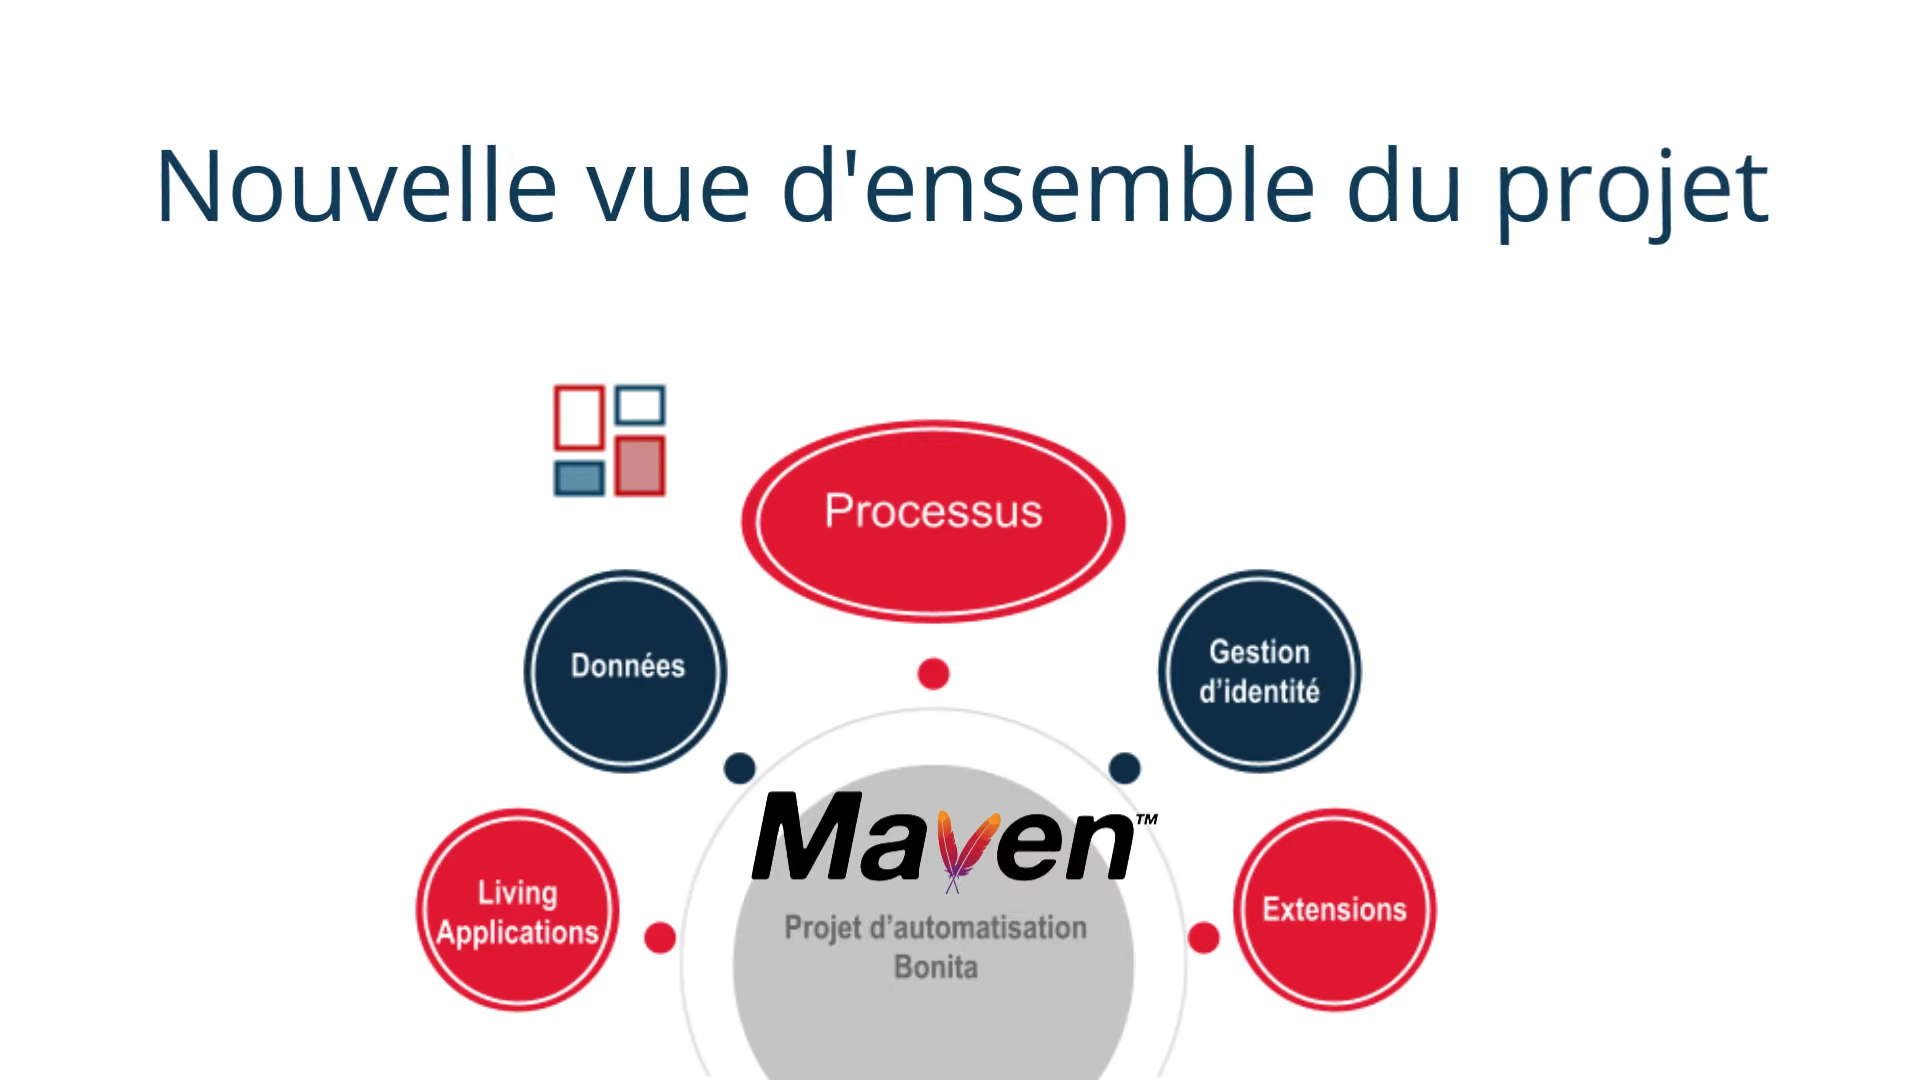 Nouvelle vue d'ensemble du projet
Processus
Données
Gestion
d’identité
Maven™
Living
Applications
Projet d’automatisation
Bonita
Extensions